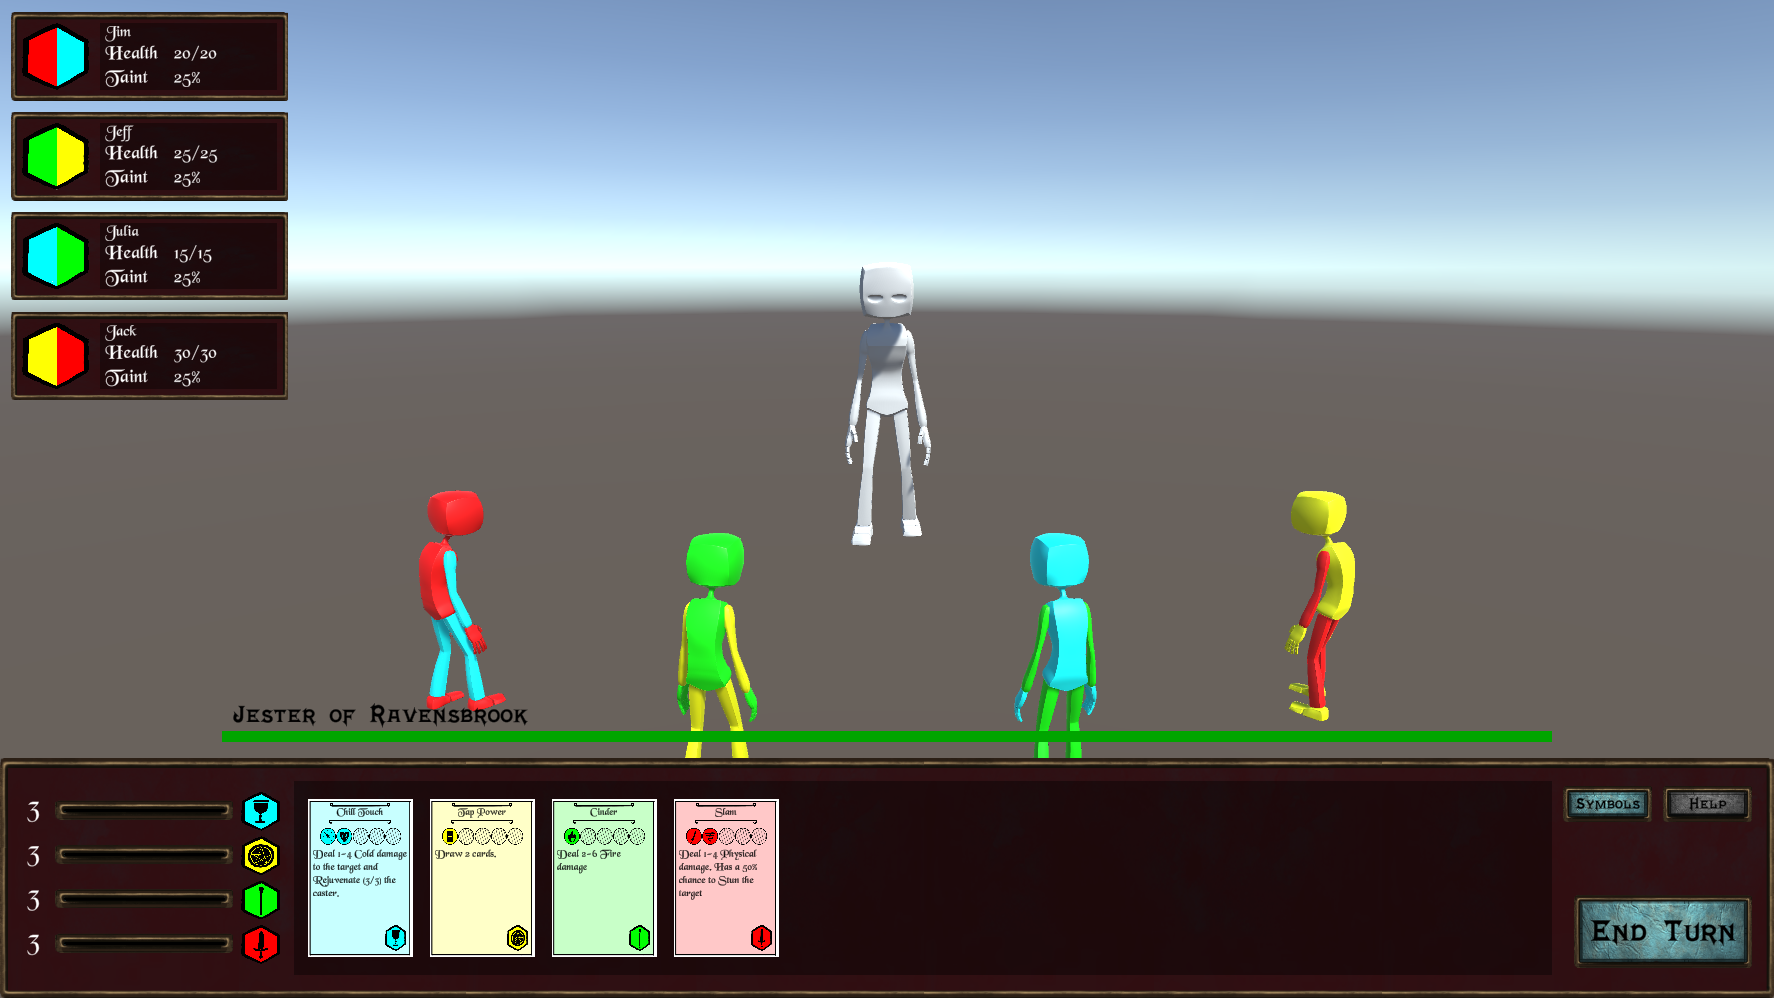 Jim
Health 20/20
Taint 25%
Jeff
Health 25/25
Taint 25%
Julia
Health 15/15
Taint 25%
Jack
Health 30/30
Taint 25%
Jester of Ravensbrook
3
3
3
3
Chill Touch
Deal 1-4 Cold damage
to the target and
Rejuvenate (3/3) the
caster.
Tap Power
Draw 2 cards.
Cinder
Deal 2-6 Fire
damage
Slam
Deal 1-4 Physical
damage. Has a 50%
chance to Stun the
target
Symbols
Help
End Turn